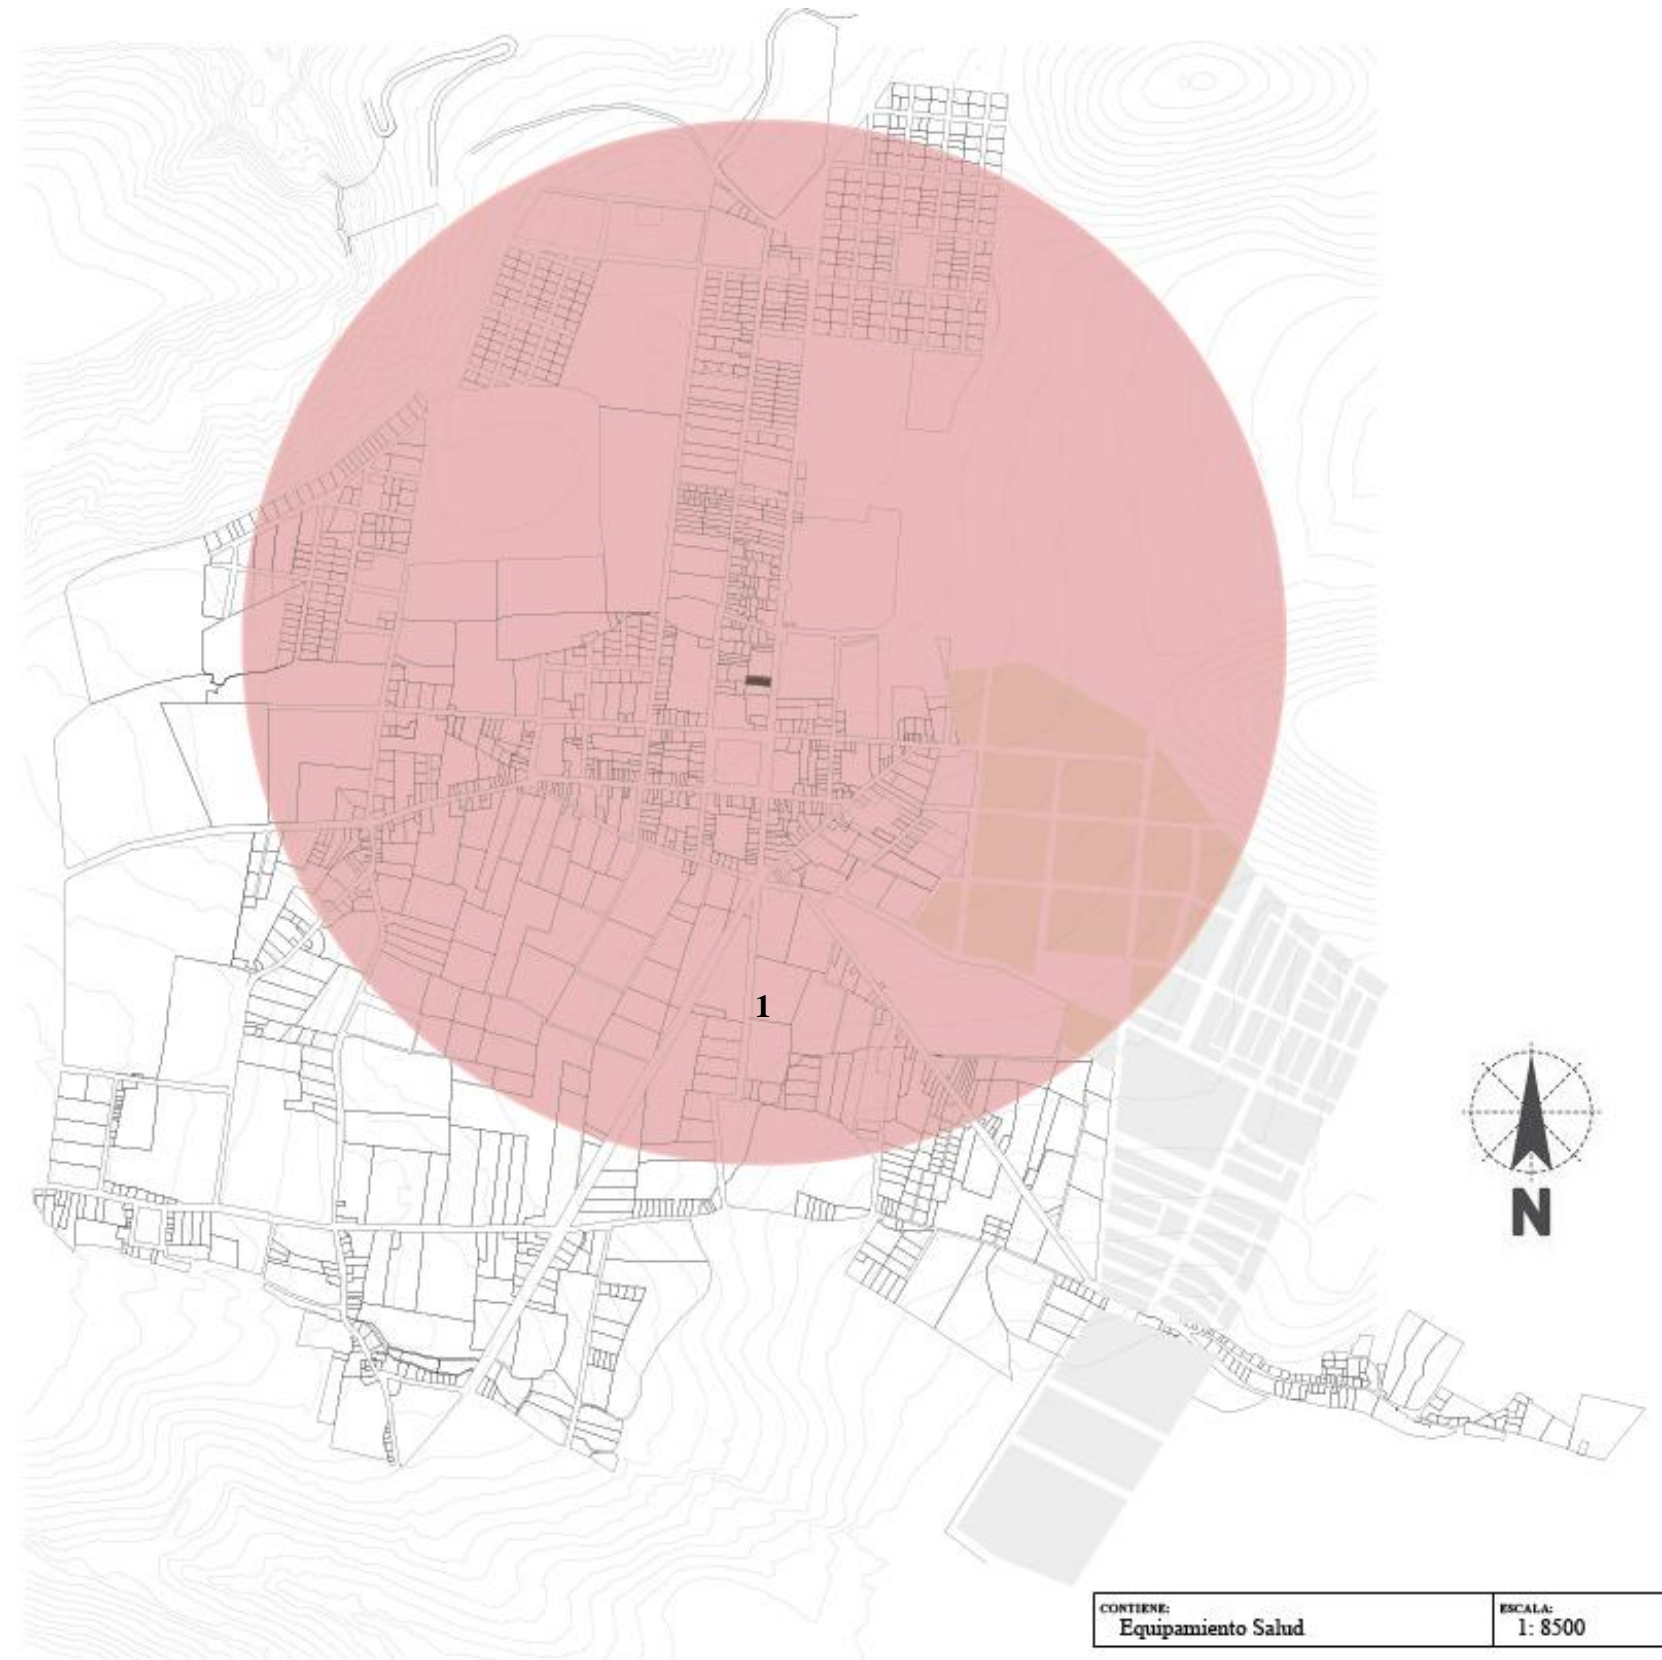 1
N
CONTIENE:
Equipamiento Salud
ESCALA:
1: 8500